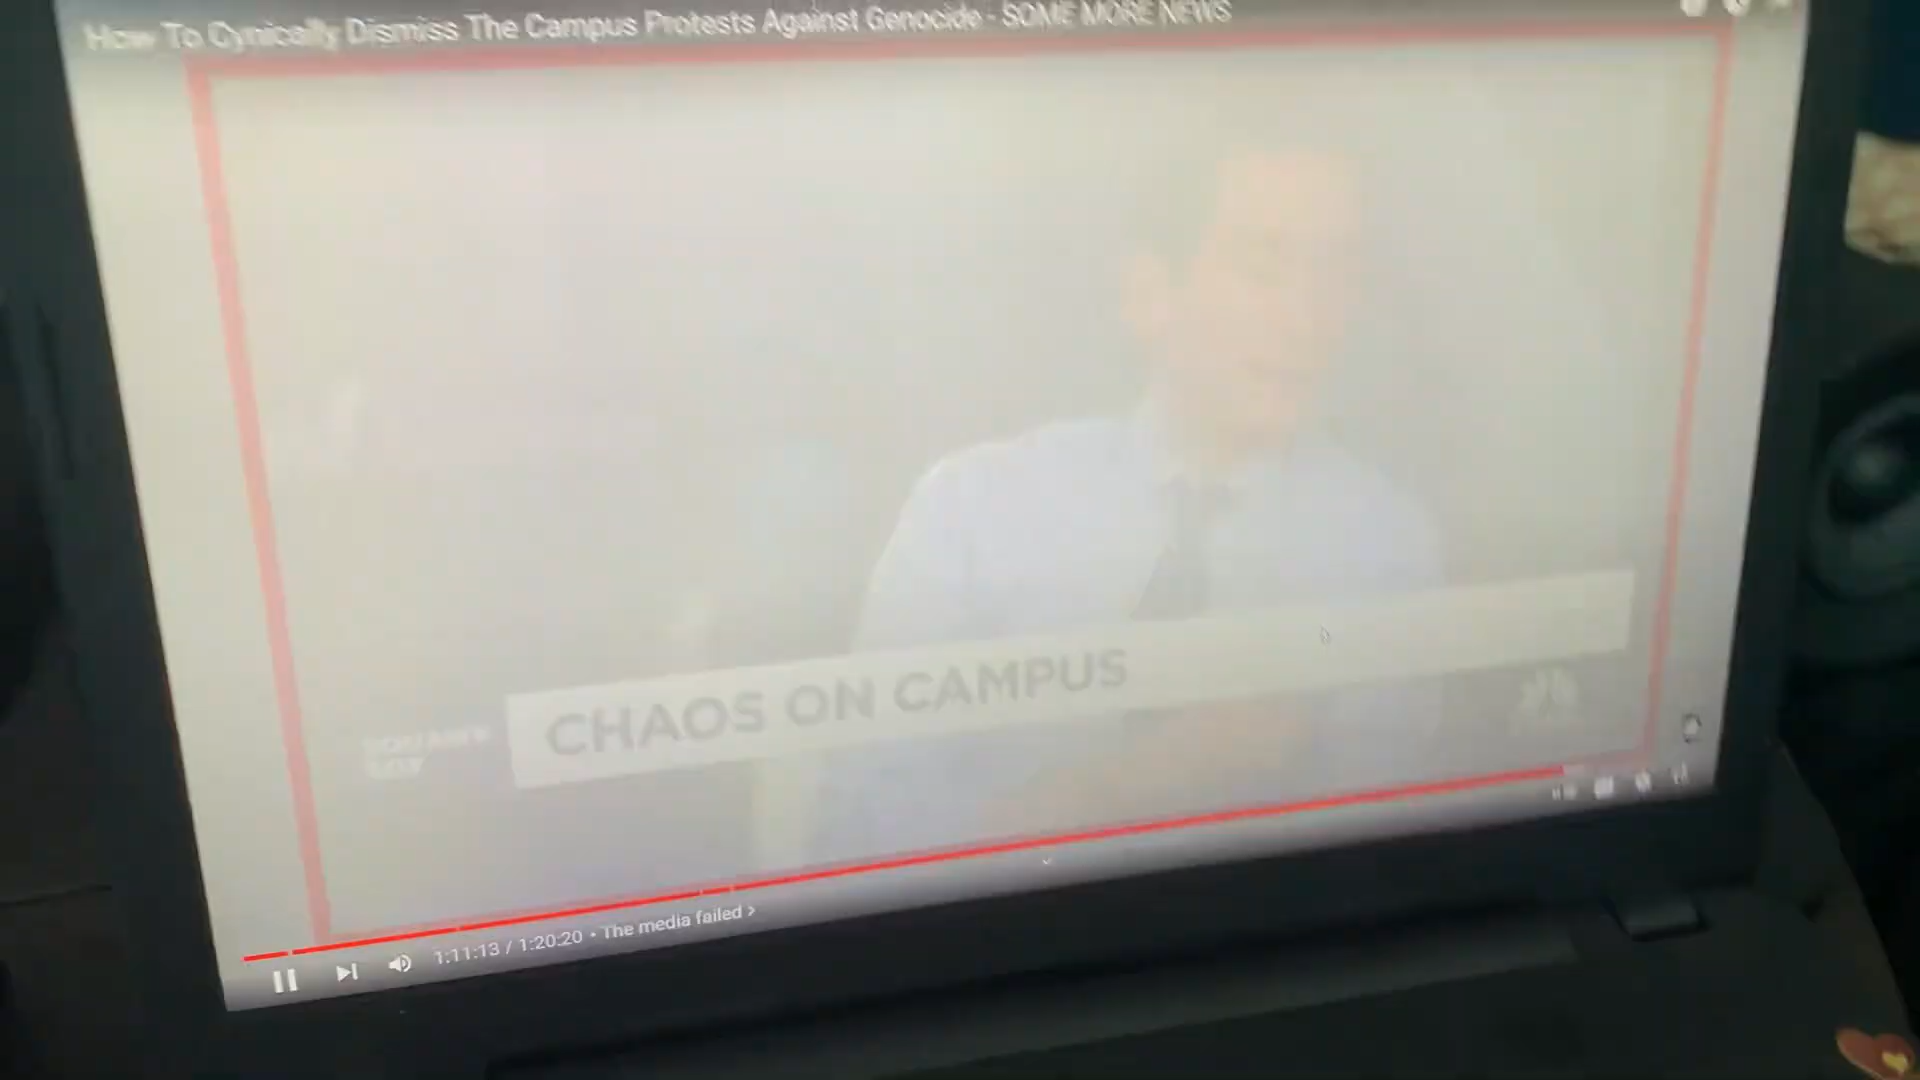 How To Cynically Dismiss The Campus Protests Against Genocide - SOME MORE NEWS
CHAOS ON CAMPUS
1:11:13 / 1:20:20 • The media failed >